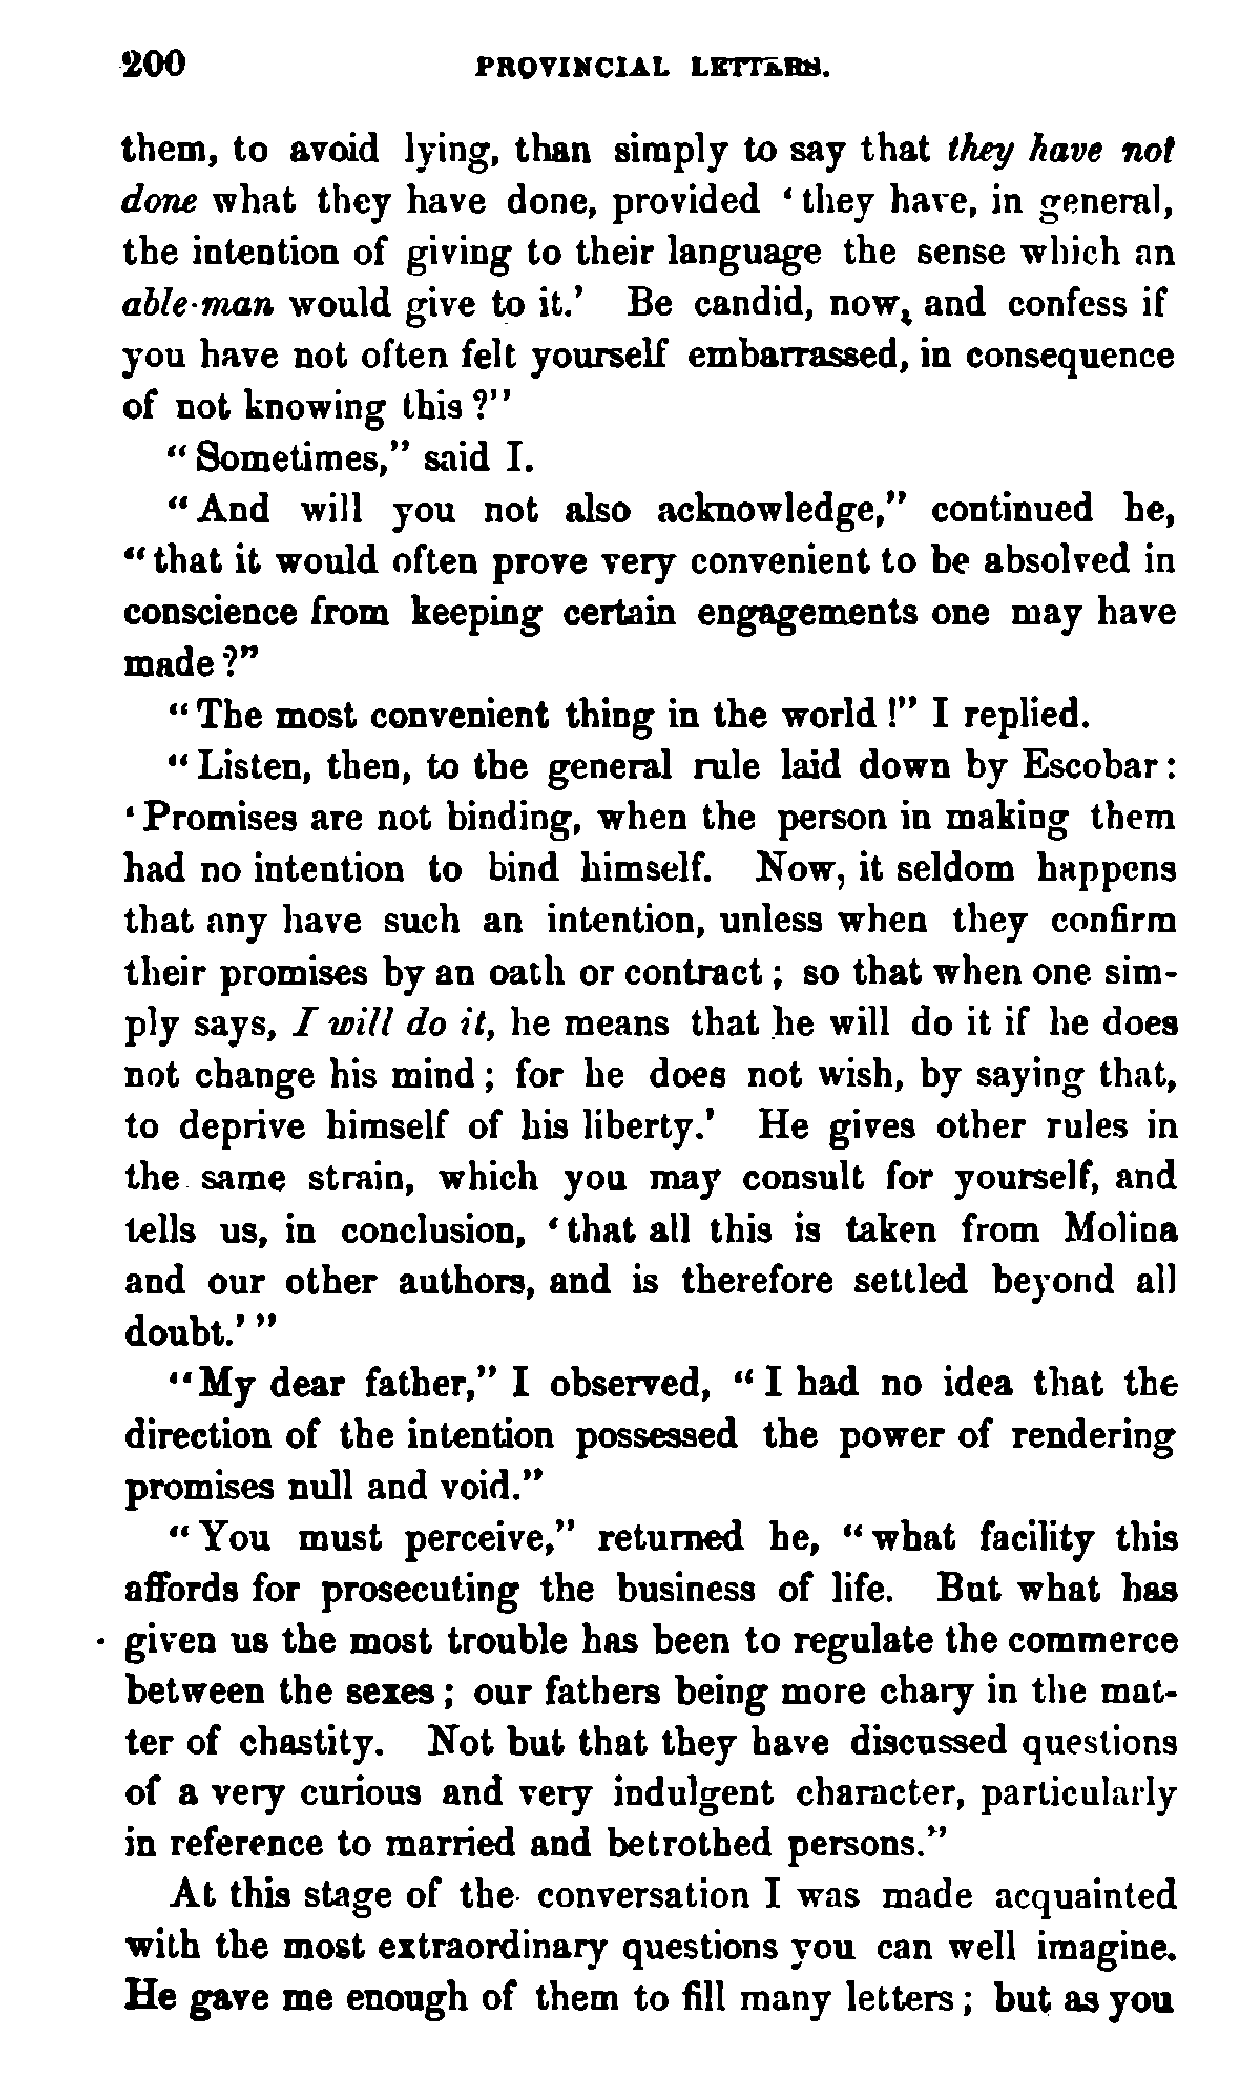 200 PROVINCIAL LETTERS.
them, to avoid lying, than simply to say that they have not
done what they have done, provided ‘they have, in general,
the intention of giving to their language the sense which an
able-man would give to it.’ Be candid, now, and confess if
you have not often felt yourself embarrassed, in consequence
of not knowing this?”
“Sometimes,” said I.
“And will you not also acknowledge,” continued he,
“that it would often prove very convenient to be absolved in
conscience from keeping certain engagements one may have
made?”
“The most convenient thing in the world!” I replied.
“Listen, then, to the general rule laid down by Escobar:
‘Promises are not binding, when the person in making them
had no intention to bind himself. Now, it seldom happens
that any have such an intention, unless when they confirm
their promises by an oath or contract; so that when one sim-
ply says, I will do it, he means that he will do it if he does
not change his mind; for he does not wish, by saying that,
to deprive himself of his liberty.’ He gives other rules in
the same strain, which you may consult for yourself, and
tells us, in conclusion, ‘that all this is taken from Molina
and our other authors, and is therefore settled beyond all
doubt.’”
“My dear father,” I observed, “I had no idea that the
direction of the intention possessed the power of rendering
promises null and void.”
“You must perceive,” returned he, “what facility this
affords for prosecuting the business of life. But what has
given us the most trouble has been to regulate the commerce
between the sexes; our fathers being more chary in the mat-
ter of chastity. Not but that they have discussed questions
of a very curious and very indulgent character, particularly
in reference to married and betrothed persons.”
At this stage of the conversation I was made acquainted
with the most extraordinary questions you can well imagine.
He gave me enough of them to fill many letters; but as you